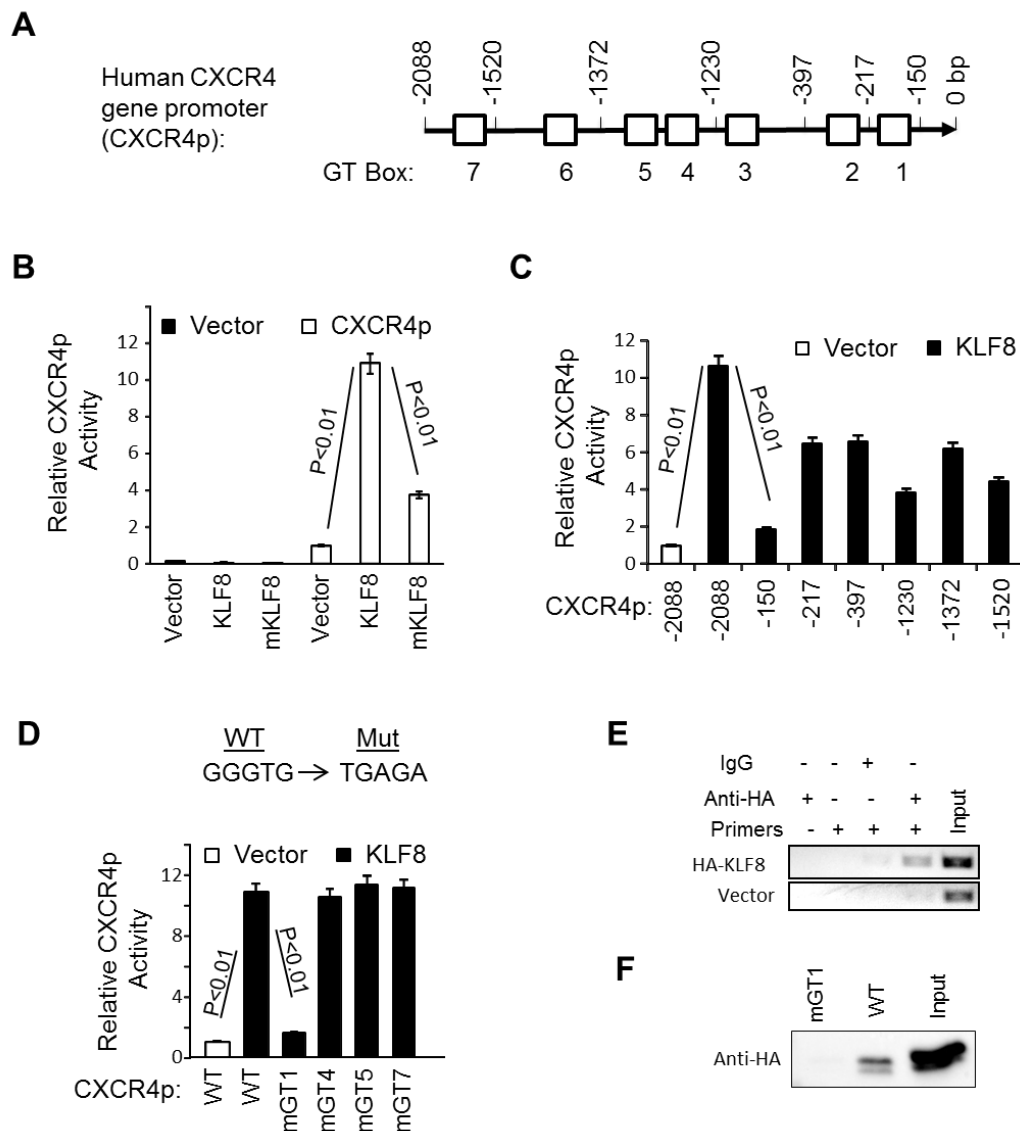 A
Human CXCR4
gene promoter
(CXCR4p):
-2088
-1520
-1372
-1230
-397
-217
-150
0 bp
GT Box: 7 6 5 4 3 2 1
B
Relative CXCR4p
Activity
Vector CXCR4p
12
10
8
6
4
2
0
P<0.01
P<0.01
Vector
KLF8
mKLF8
Vector
KLF8
mKLF8
C
Relative CXCR4p
Activity
Vector KLF8
12
10
8
6
4
2
0
P<0.01
P<0.01
CXCR4p:
-2088
-2088
-150
-217
-397
-1230
-1372
-1520
D
WT Mut
GGGTG → TGAGA
Relative CXCR4p
Activity
Vector KLF8
12
8
4
0
P<0.01
P<0.01
CXCR4p:
WT
WT
mGT1
mGT4
mGT5
mGT7
E
IgG - - + -
Anti-HA + - - +
Primers - + + +
Input
HA-KLF8
Vector
F
mGT1
WT
Input
Anti-HA